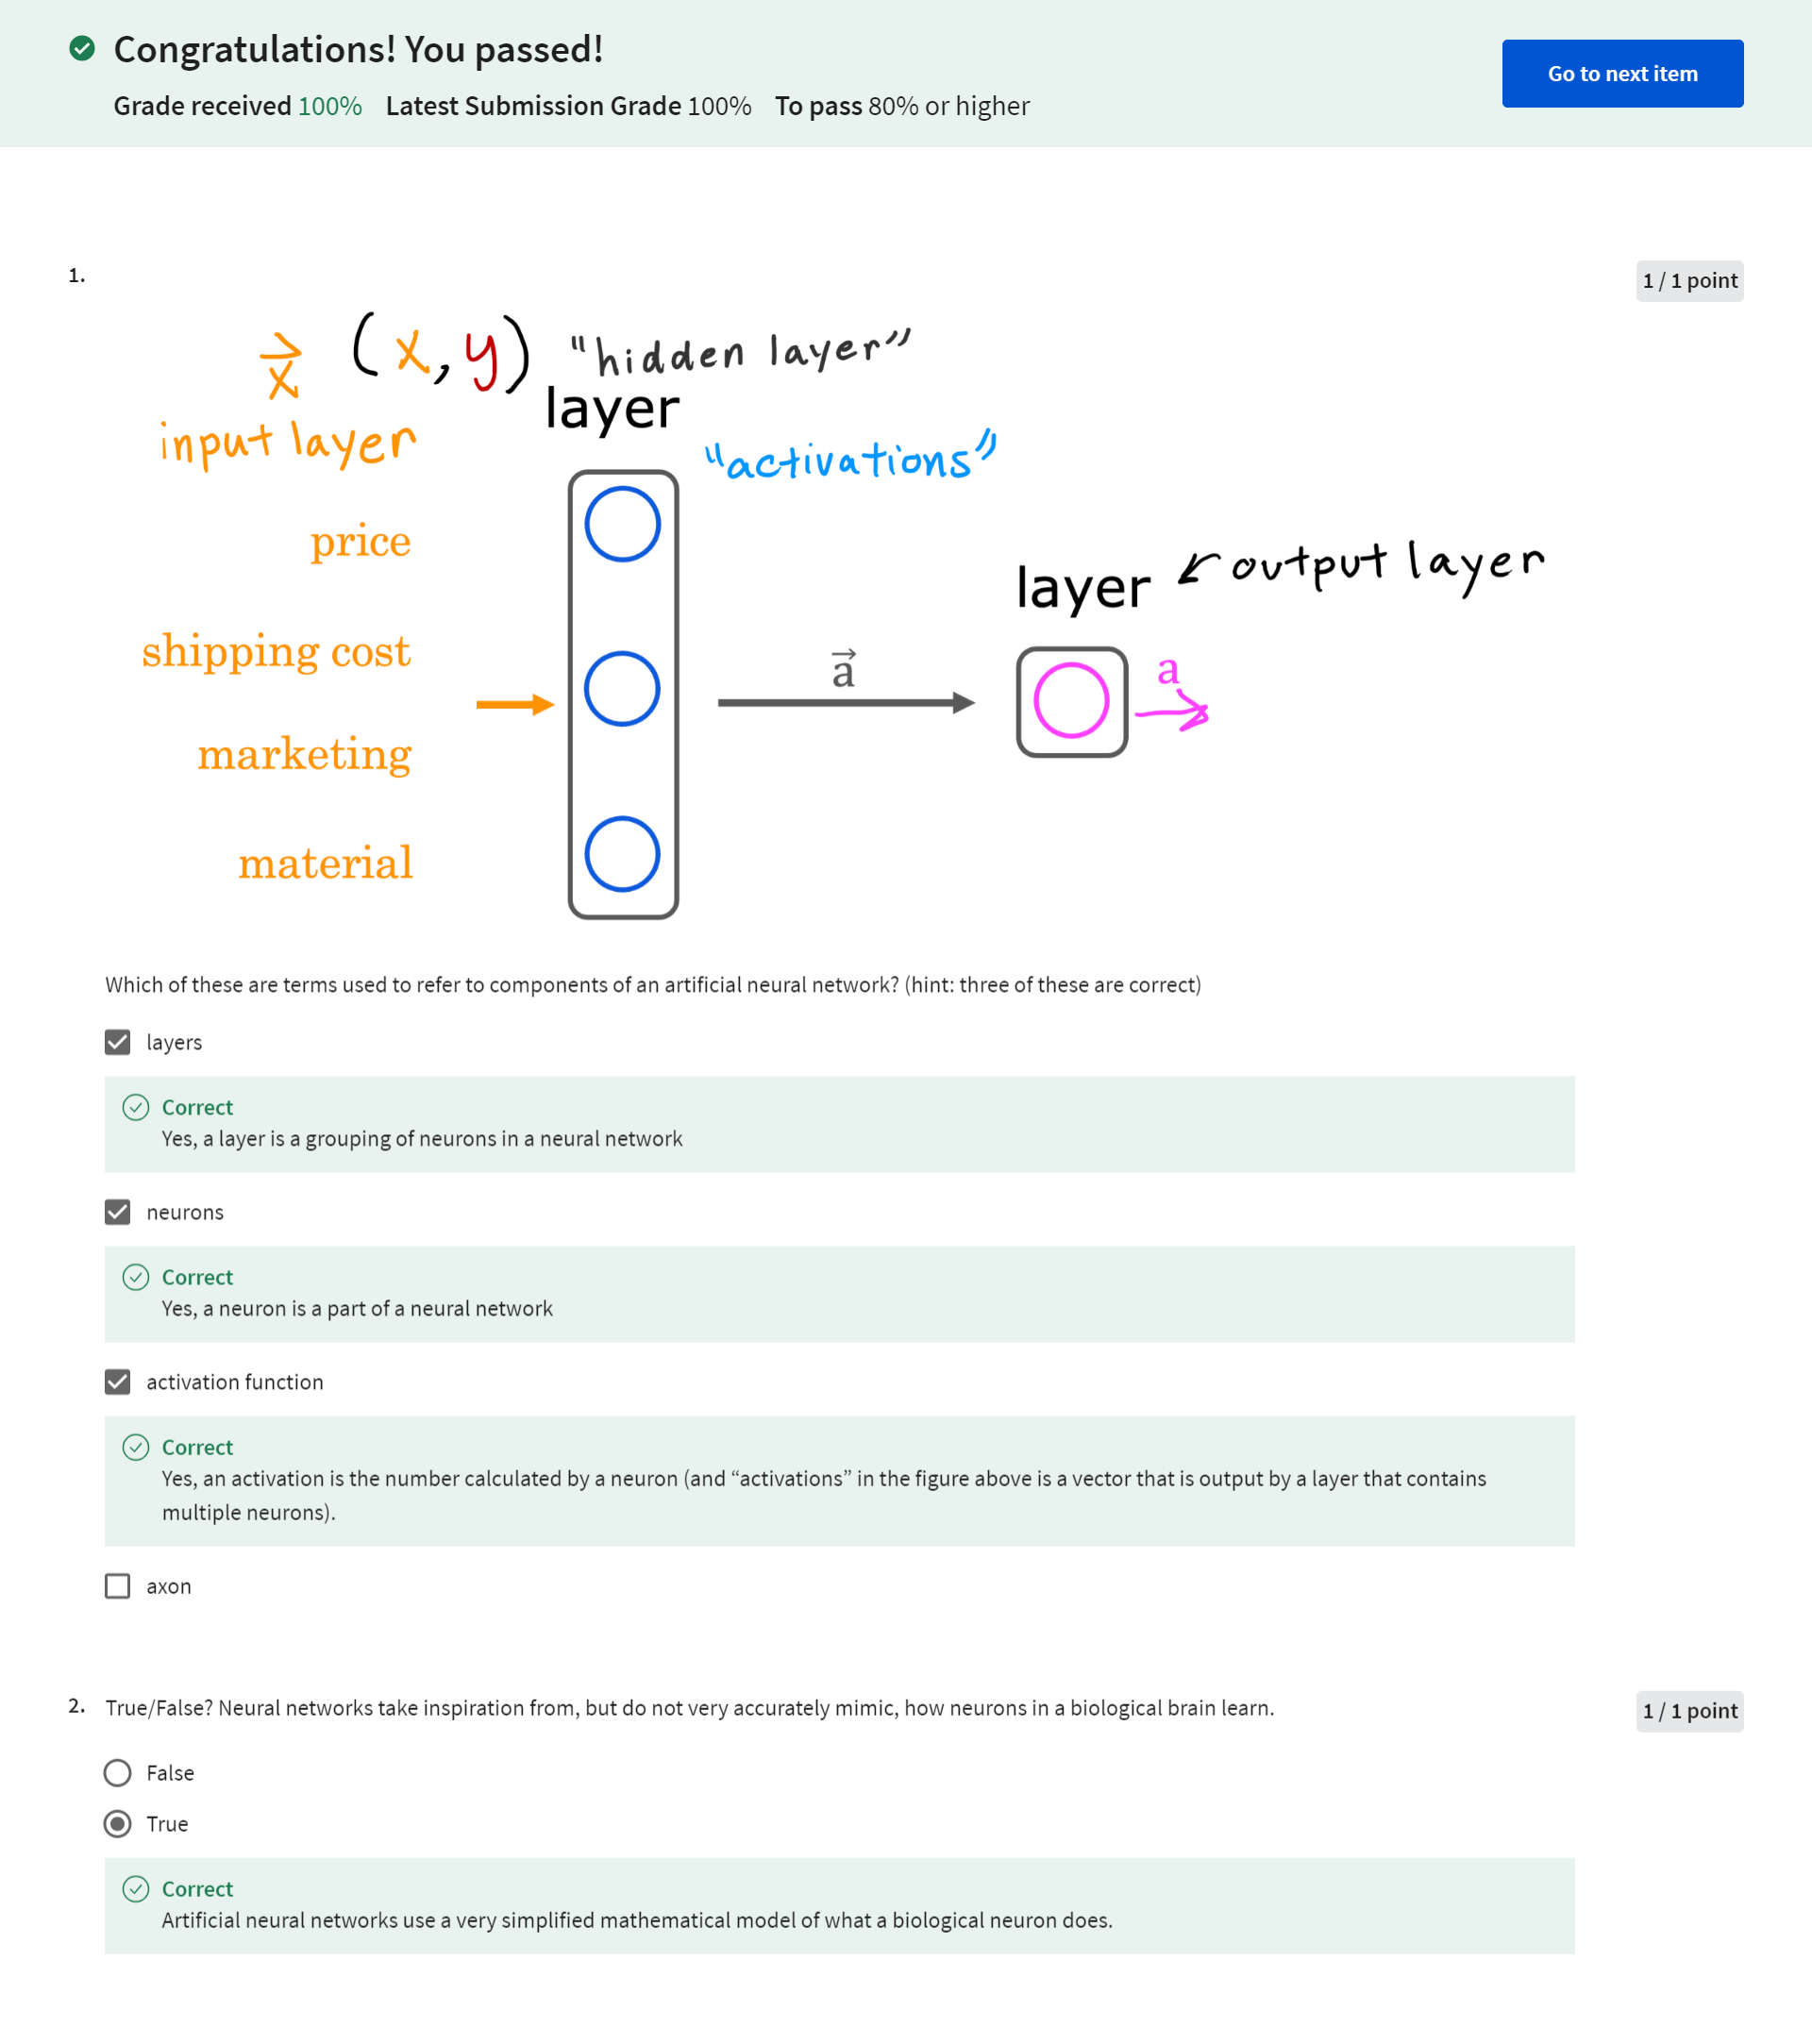 Congratulations! You passed!
Go to next item
Grade received 100% Latest Submission Grade 100% To pass 80% or higher
1.
1 / 1 point
x⃗ (x, y) "hidden layer"
layer
input layer
"activations"
price
layer ↙ output layer
shipping cost
a⃗
a
marketing
material
Which of these are terms used to refer to components of an artificial neural network? (hint: three of these are correct)
layers
Correct
Yes, a layer is a grouping of neurons in a neural network
neurons
Correct
Yes, a neuron is a part of a neural network
activation function
Correct
Yes, an activation is the number calculated by a neuron (and “activations” in the figure above is a vector that is output by a layer that contains
multiple neurons).
axon
2. True/False? Neural networks take inspiration from, but do not very accurately mimic, how neurons in a biological brain learn.
1 / 1 point
False
True
Correct
Artificial neural networks use a very simplified mathematical model of what a biological neuron does.